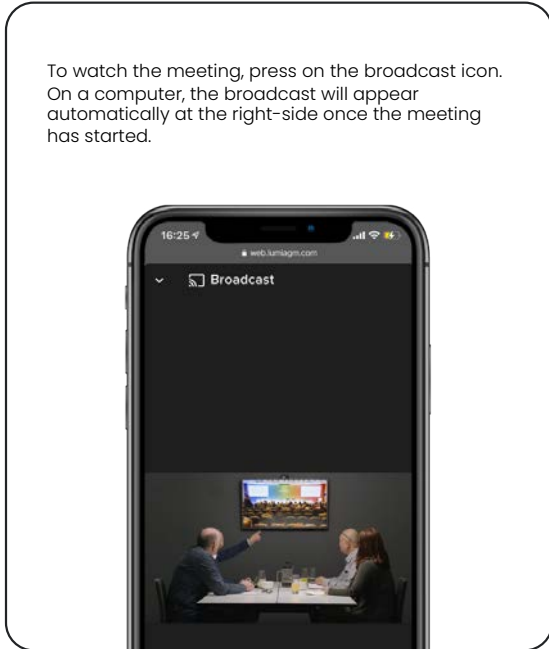 To watch the meeting, press on the broadcast icon.
On a computer, the broadcast will appear
automatically at the right-side once the meeting
has started.
16:25
web.lumiagm.com
Broadcast